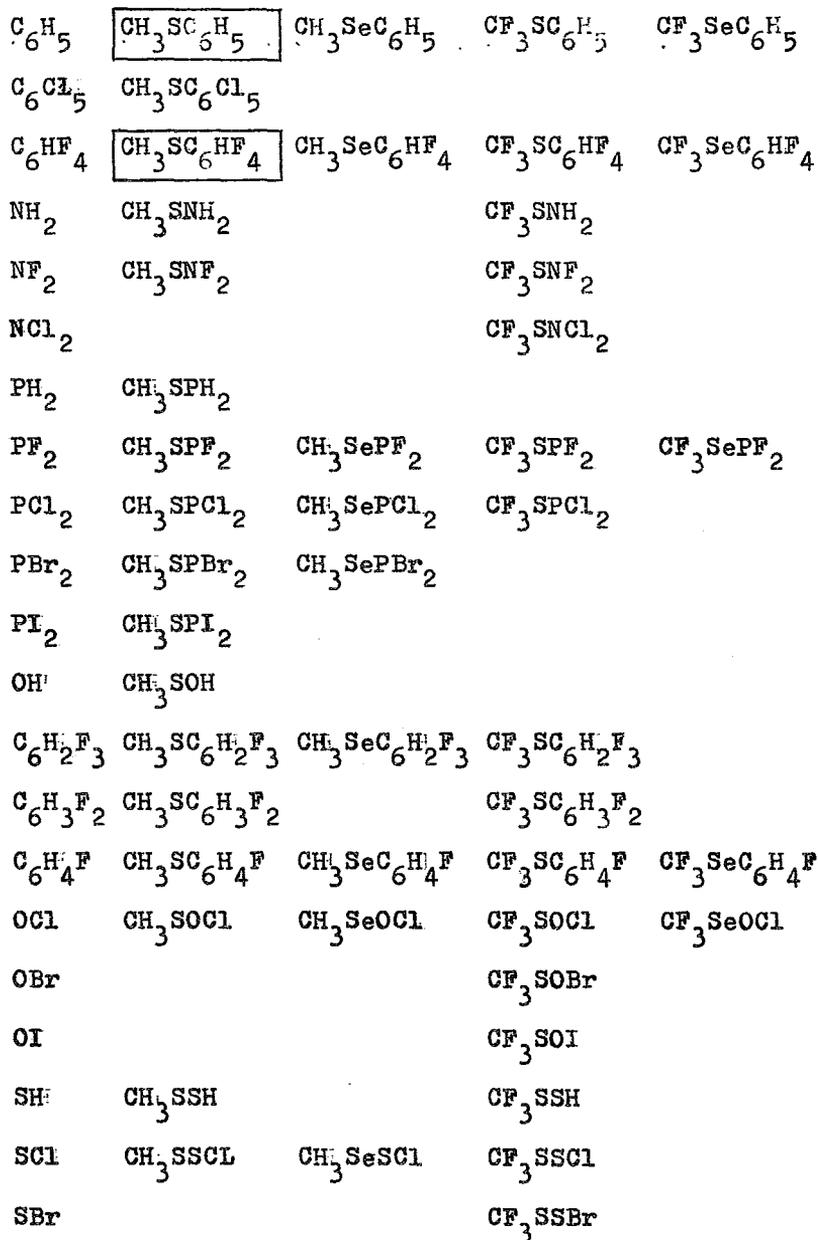 C6H5 CH3SC6H5 CH3SeC6H5 CF3SC6H5 CF3SeC6H5
C6CL5 CH3SC6Cl5
C6HF4 CH3SC6HF4 CH3SeC6HF4 CF3SC6HF4 CF3SeC6HF4
NH2 CH3SNH2 CF3SNH2
NF2 CH3SNF2 CF3SNF2
NCl2 CF3SNCl2
PH2 CH3SPH2
PF2 CH3SPF2 CH3SePF2 CF3SPF2 CF3SePF2
PCl2 CH3SPCl2 CH3SePCl2 CF3SPCl2
PBr2 CH3SPBr2 CH3SePBr2
PI2 CH3SPI2
OH CH3SOH
C6H2F3 CH3SC6H2F3 CH3SeC6H2F3 CF3SC6H2F3
C6H3F2 CH3SC6H3F2 CF3SC6H3F2
C6H4F CH3SC6H4F CH3SeC6H4F CF3SC6H4F CF3SeC6H4F
OCl CH3SOCl CH3SeOCl CF3SOCl CF3SeOCl
OBr CF3SOBr
OI CF3SOI
SH CH3SSH CF3SSH
SCl CH3SSCL CH3SeSCl CF3SSCl
SBr CF3SSBr